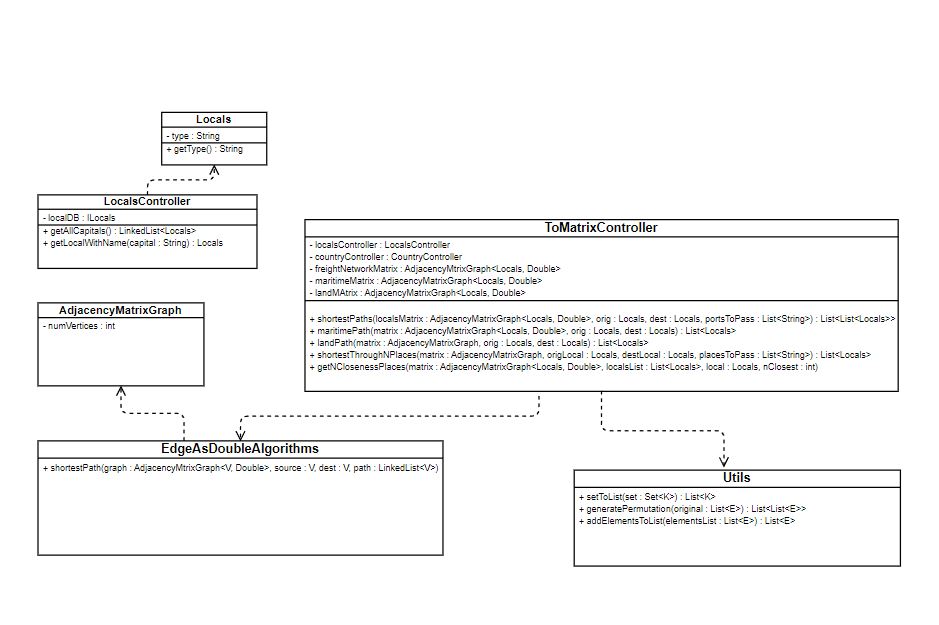 Locals
- type : String
+ getType() : String
LocalsController
- localDB : ILocals
+ getAllCapitals() : LinkedList<Locals>
+ getLocalWithName(capital : String) : Locals
ToMatrixController
- localsController : LocalsController
- countryController : CountryController
- freightNetworkMatrix : AdjacencyMtrixGraph<Locals, Double>
- maritimeMatrix : AdjacencyMatrixGraph<Locals, Double>
- landMAtrix : AdjacencyMatrixGraph<Locals, Double>
+ shortestPaths(localsMatrix : AdjacencyMatrixGraph<Locals, Double>, orig : Locals, dest : Locals, portsToPass : List<String>) : List<List<Locals>>
+ maritimePath(matrix : AdjacencyMatrixGraph<Locals, Double>, orig : Locals, dest : Locals) : List<Locals>
+ landPath(matrix : AdjacencyMatrixGraph, orig : Locals, dest : Locals) : List<Locals>
+ shortestThroughNPlaces(matrix : AdjacencyMatrixGraph, origLocal : Locals, destLocal : Locals, placesToPass : List<String>) : List<Locals>
+ getNClosenessPlaces(matrix : AdjacencyMatrixGraph<Locals, Double>, localsList : List<Locals>, local : Locals, nClosest : int)
AdjacencyMatrixGraph
- numVertices : int
EdgeAsDoubleAlgorithms
+ shortestPath(graph : AdjacencyMtrixGraph<V, Double>, source : V, dest : V, path : LinkedList<V>)
Utils
+ setToList(set : Set<K>) : List<K>
+ generatePermutation(original : List<E>) : List<List<E>>
+ addElementsToList(elementsList : List<E>) : List<E>